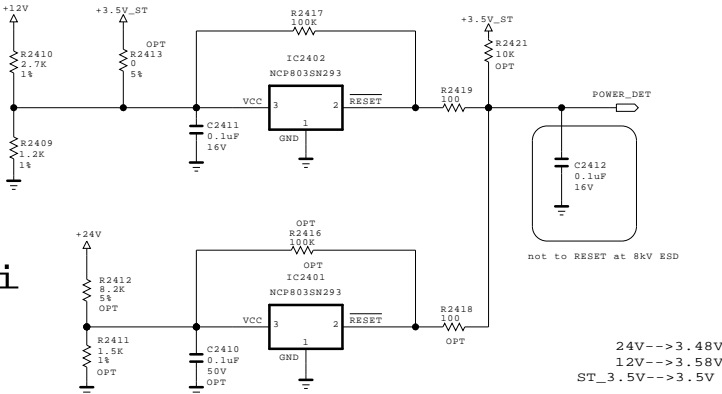 +12V
+3.5V_ST
R2417
100K
+3.5V_ST
R2410
2.7K
1%
OPT
R2413
0
5%
IC2402
NCP803SN293
R2421
10K
OPT
R2419
100
POWER_DET
VCC
3
2
RESET
1
GND
C2411
0.1uF
16V
R2409
1.2K
1%
C2412
0.1uF
16V
not to RESET at 8kV ESD
+24V
OPT
R2416
100K
OPT
IC2401
NCP803SN293
i
R2412
8.2K
5%
OPT
VCC
3
2
RESET
1
GND
R2418
100
OPT
R2411
1.5K
1%
OPT
C2410
0.1uF
50V
OPT
24V-->3.48V
12V-->3.58V
ST_3.5V-->3.5V